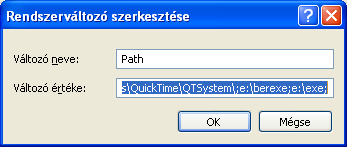 Rendszerváltozó szerkesztése
Változó neve: Path
Változó értéke: s\QuickTime\QTSystem\;e:\berexe;e:\exe;
OK Mégse